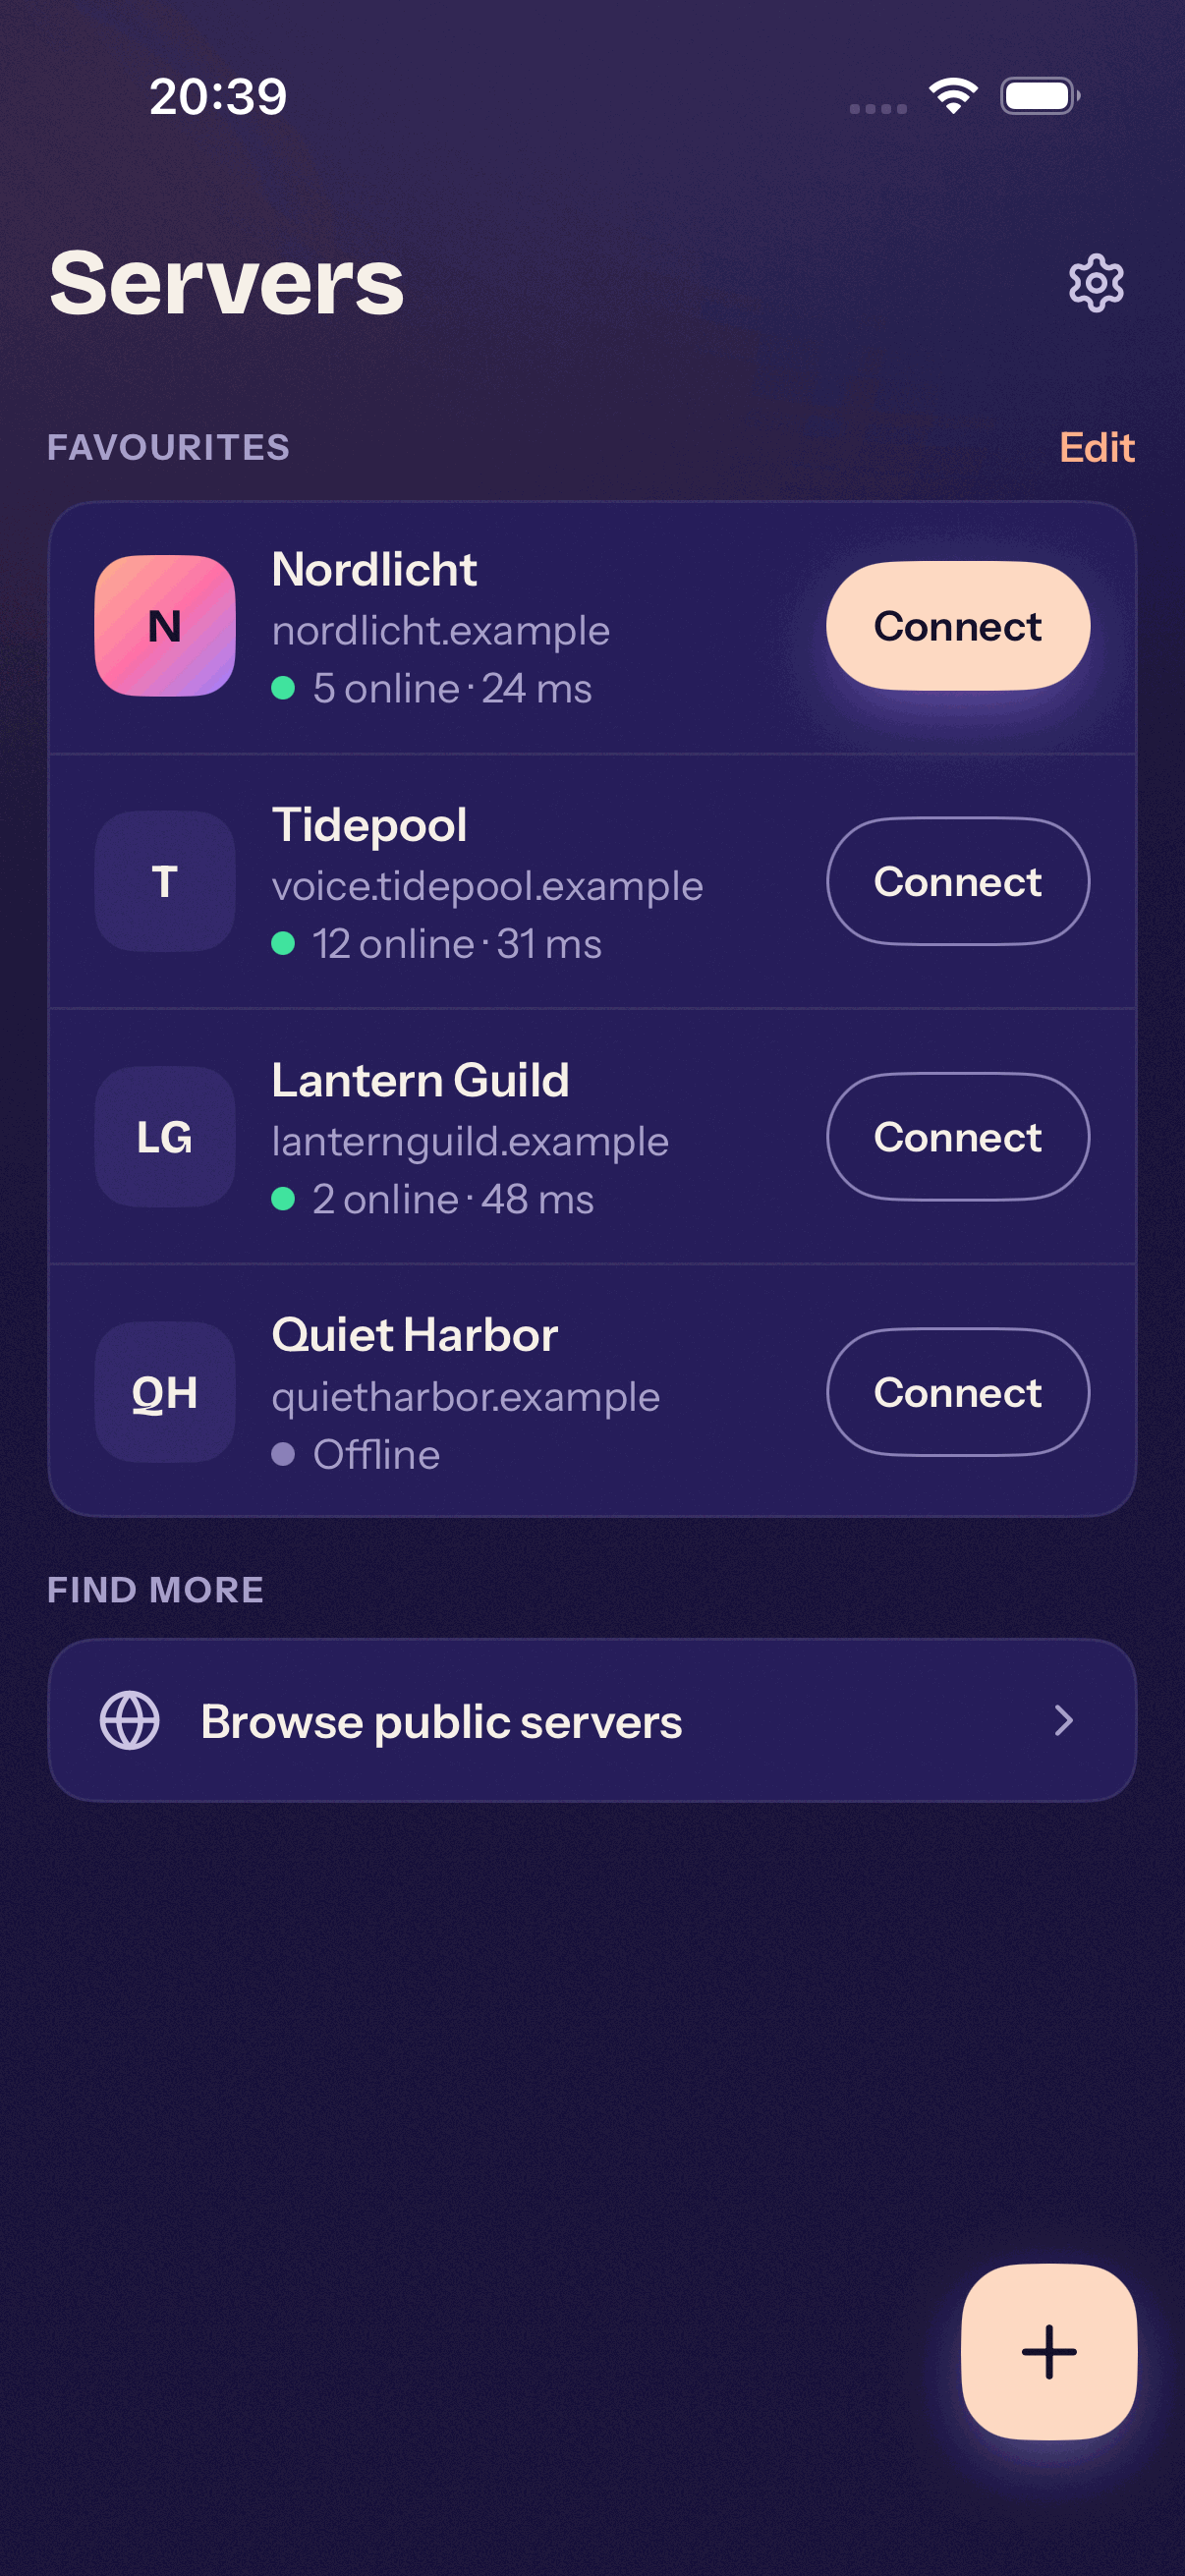 20:39
Servers
FAVOURITES
Edit
N
Nordlicht
nordlicht.example
5 online · 24 ms
Connect
T
Tidepool
voice.tidepool.example
12 online · 31 ms
Connect
LG
Lantern Guild
lanternguild.example
2 online · 48 ms
Connect
QH
Quiet Harbor
quietharbor.example
Offline
Connect
FIND MORE
Browse public servers